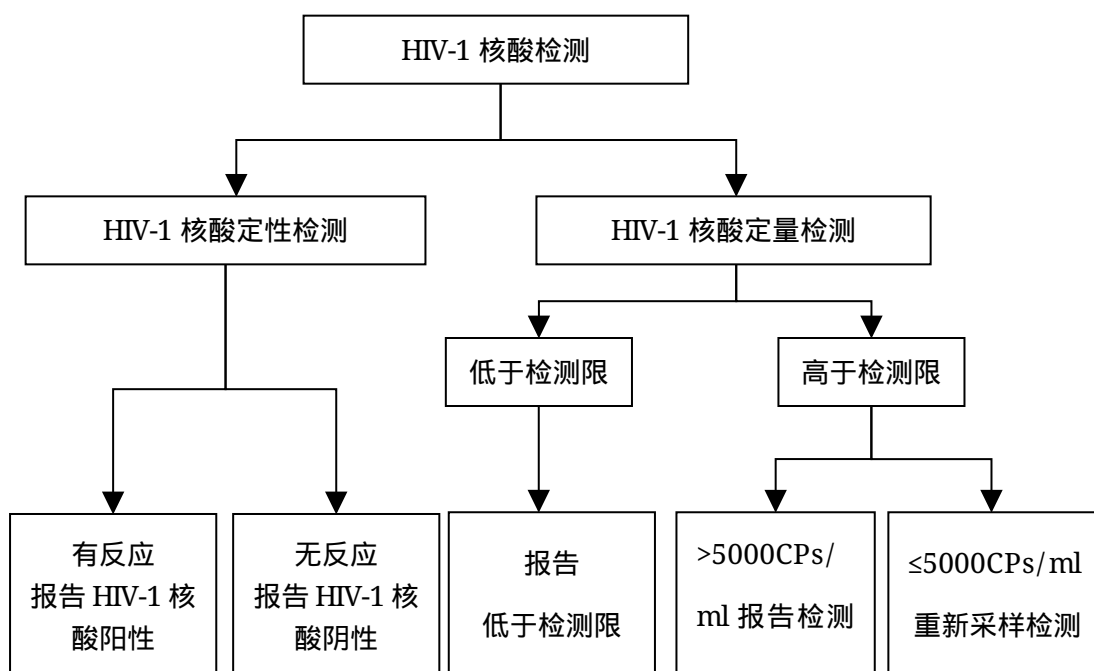 HIV-1 核酸检测
HIV-1 核酸定性检测
HIV-1 核酸定量检测
低于检测限
高于检测限
有反应
报告 HIV-1 核
酸阳性
无反应
报告 HIV-1 核
酸阴性
报告
低于检测限
>5000CPs/
ml 报告检测
≤5000CPs/ml
重新采样检测